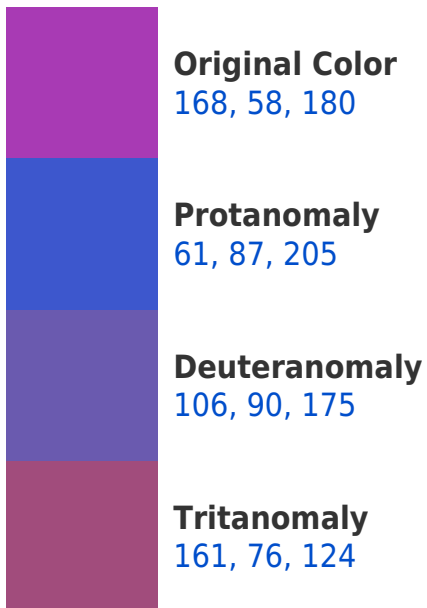 Original Color
168, 58, 180
Protanomaly
61, 87, 205
Deuteranomaly
106, 90, 175
Tritanomaly
161, 76, 124